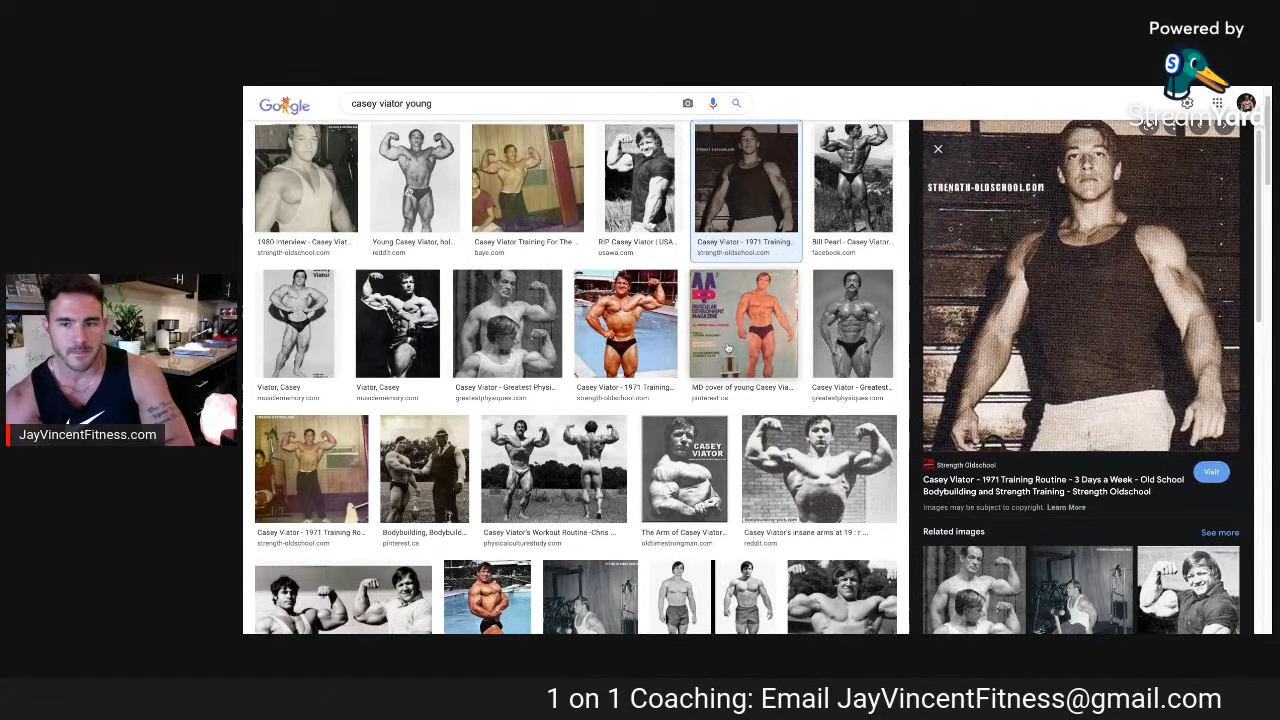 Powered by
S
StreamYard
Google
casey viator young
1980 Interview - Casey Viat...
strength-oldschool.com
Young Casey Viator, hol...
reddit.com
Casey Viator Training For The ...
baye.com
RIP Casey Viator | USA...
usawa.com
Casey Viator - 1971 Training...
strength-oldschool.com
Bill Pearl - Casey Viator...
facebook.com
STRENGTH-OLDSCHOOL.COM
Viator, Casey
musclememory.com
Viator, Casey
musclememory.com
Casey Viator - Greatest Physi...
greatestphysiques.com
Casey Viator - 1971 Training...
strength-oldschool.com
MUSCULAR
DEVELOPMENT
MAGAZINE
MD cover of young Casey Via...
pinterest.ca
Casey Viator - Greatest...
greatestphysiques.com
JayVincentFitness.com
Casey Viator - 1971 Training Ro...
strength-oldschool.com
Bodybuilding, Bodybuild...
pinterest.ca
Casey Viator's Workout Routine -Chris ...
physicalculturestudy.com
CASEY
VIATOR
The Arm of Casey Viator...
oldtimestrongman.com
Bodybuilding-pics.com
Casey Viator's insane arms at 19 : r ...
reddit.com
Strength Oldschool
Visit
Casey Viator - 1971 Training Routine - 3 Days a Week - Old School
Bodybuilding and Strength Training - Strength Oldschool
Images may be subject to copyright. Learn More
Related images
See more
1 on 1 Coaching: Email JayVincentFitness@gmail.com